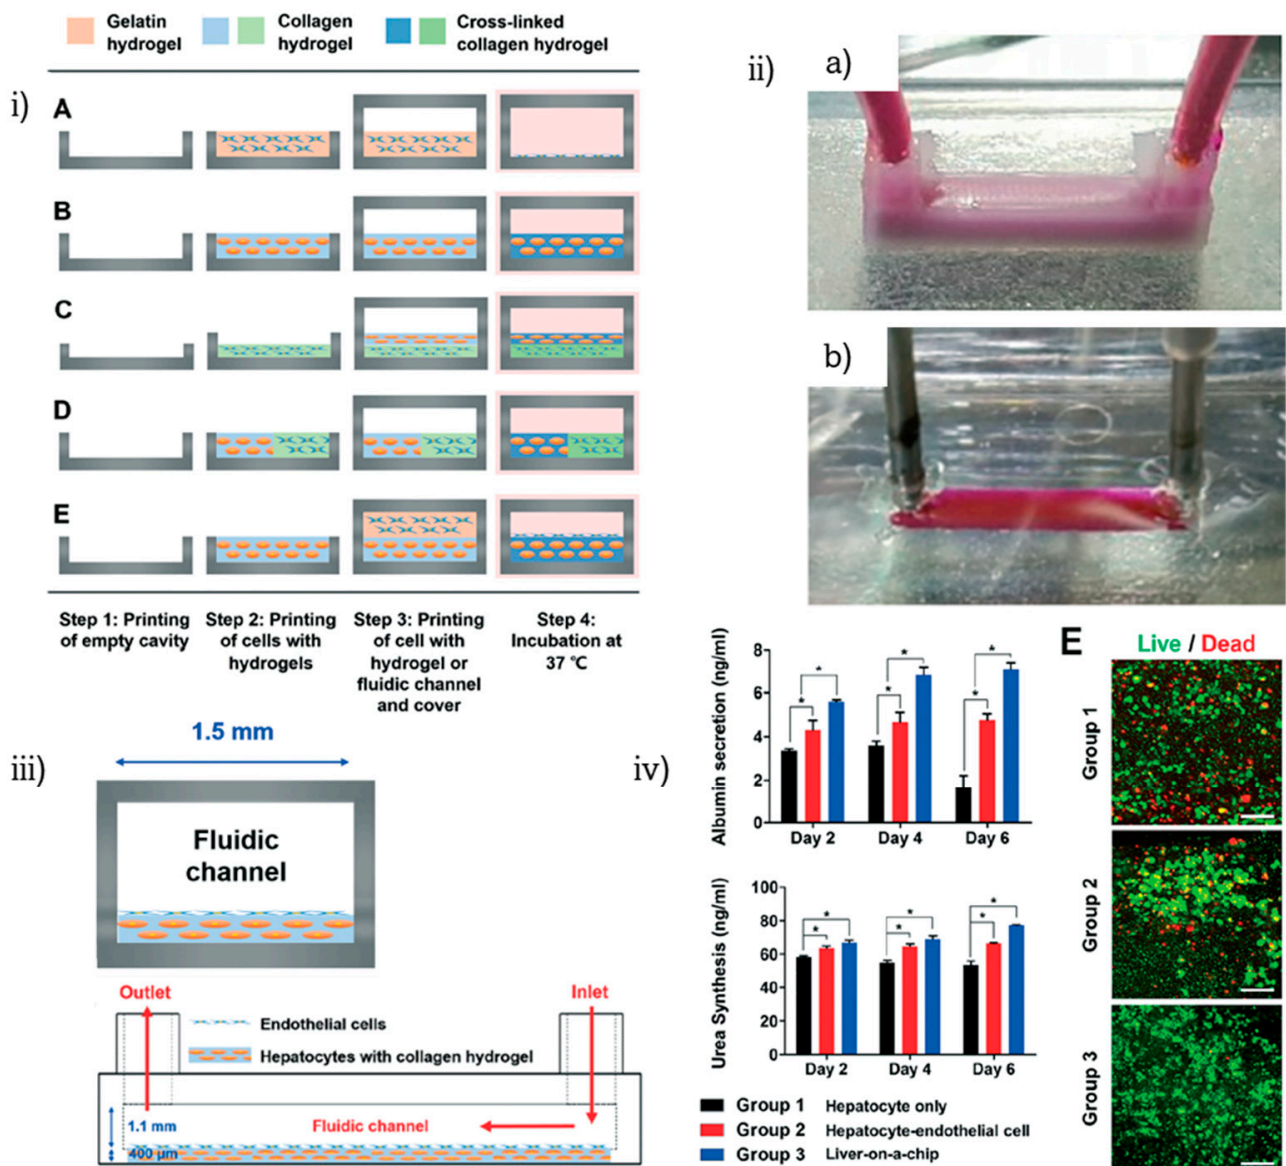 Gelatin
hydrogel
Collagen
hydrogel
Cross-linked
collagen hydrogel
i)
A
B
C
D
E
Step 1: Printing
of empty cavity
Step 2: Printing
of cells with
hydrogels
Step 3: Printing
of cell with
hydrogel or
fluidic channel
and cover
Step 4:
Incubation at
37 ℃
ii)
a)
b)
iii)
1.5 mm
Fluidic
channel
Outlet
Inlet
Endothelial cells
Hepatocytes with collagen hydrogel
Fluidic channel
1.1 mm
400 μm
iv)
Albumin secretion (ng/ml)
8
6
4
2
0
* * * * * *
Day 2 Day 4 Day 6
Urea Synthesis (ng/ml)
100
80
60
40
20
0
* * * * * *
Day 2 Day 4 Day 6
Group 1 Hepatocyte only
Group 2 Hepatocyte-endothelial cell
Group 3 Liver-on-a-chip
E Live / Dead
Group 1
Group 2
Group 3